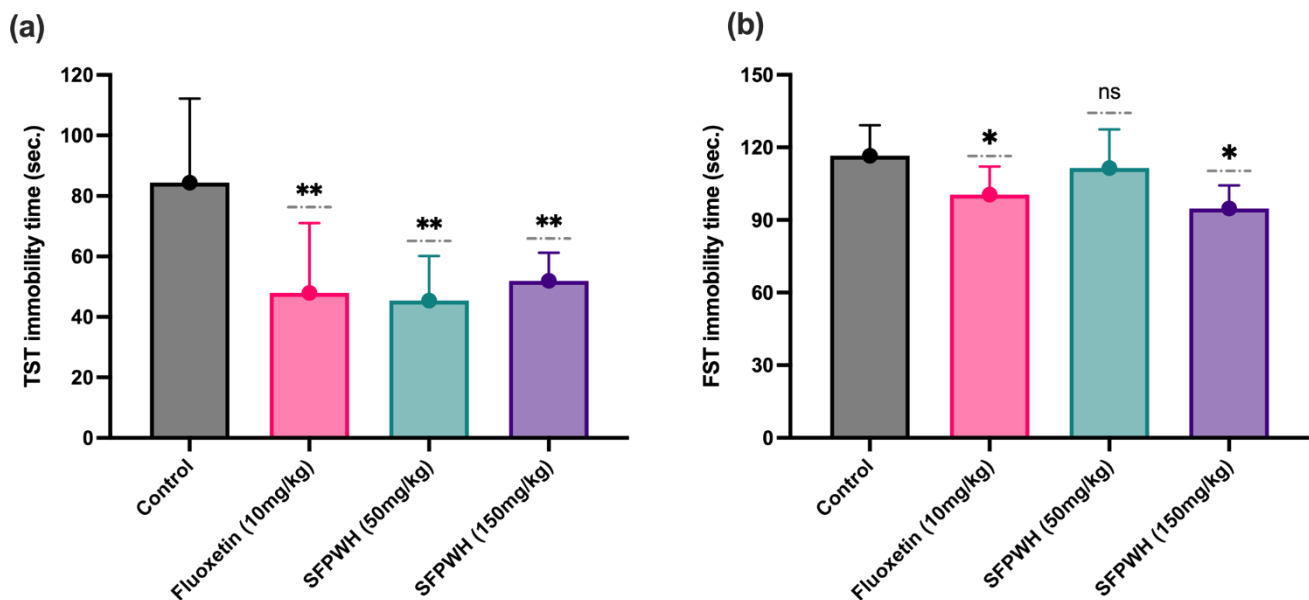 (a)
TST immobility time (sec.)
120
100
80
60
40
20
0
**
**
**
Control
Fluoxetin (10mg/kg)
SFPWH (50mg/kg)
SFPWH (150mg/kg)
(b)
FST immobility time (sec.)
150
120
90
60
30
0
*
ns
*
Control
Fluoxetin (10mg/kg)
SFPWH (50mg/kg)
SFPWH (150mg/kg)